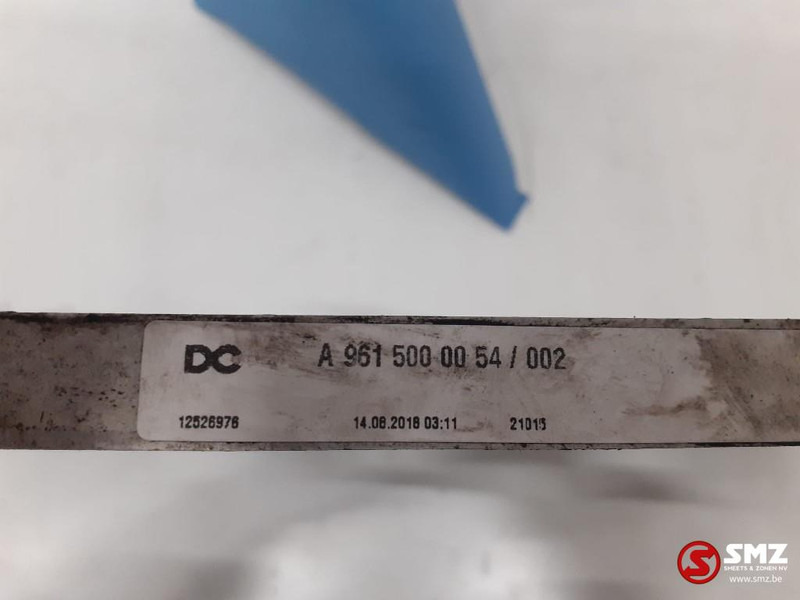 DC A 961 500 00 54 / 002
12526976 14.06.2018 03:11 21015
SMZ
SMEETS & ZONEN NV
www.smz.be